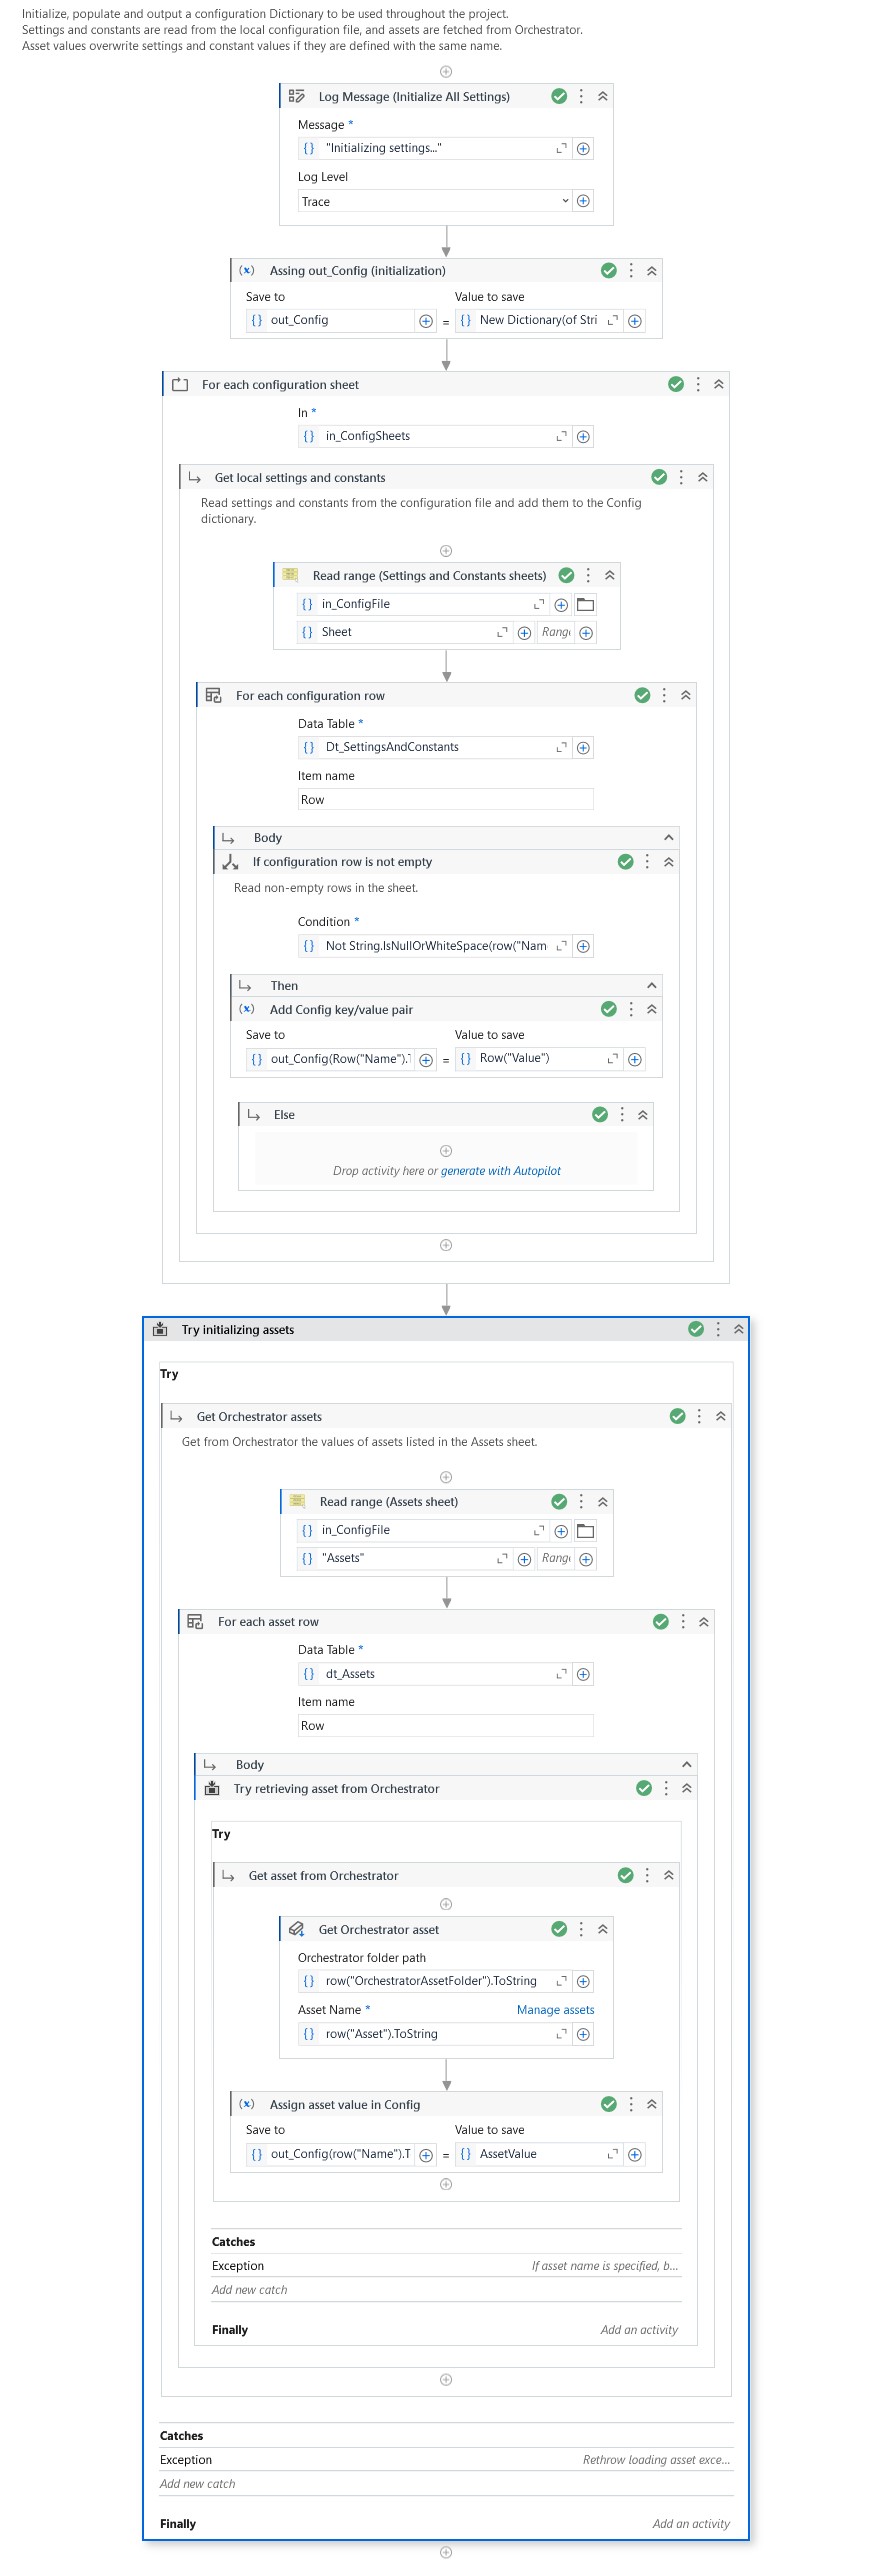 Initialize, populate and output a configuration Dictionary to be used throughout the project.
Settings and constants are read from the local configuration file, and assets are fetched from Orchestrator.
Asset values overwrite settings and constant values if they are defined with the same name.
Log Message (Initialize All Settings)
Message *
{} "Initializing settings..."
Log Level
Trace
(x) Assing out_Config (initialization)
Save to Value to save
{} out_Config = {} New Dictionary(of Stri
For each configuration sheet
In *
{} in_ConfigSheets
Get local settings and constants
Read settings and constants from the configuration file and add them to the Config
dictionary.
Read range (Settings and Constants sheets)
{} in_ConfigFile
{} Sheet Rang
For each configuration row
Data Table *
{} Dt_SettingsAndConstants
Item name
Row
Body
If configuration row is not empty
Read non-empty rows in the sheet.
Condition *
{} Not String.IsNullOrWhiteSpace(row("Nam
Then
(x) Add Config key/value pair
Save to Value to save
{} out_Config(Row("Name").T = {} Row("Value")
Else
Drop activity here or generate with Autopilot
Try initializing assets
Try
Get Orchestrator assets
Get from Orchestrator the values of assets listed in the Assets sheet.
Read range (Assets sheet)
{} in_ConfigFile
{} "Assets" Rang
For each asset row
Data Table *
{} dt_Assets
Item name
Row
Body
Try retrieving asset from Orchestrator
Try
Get asset from Orchestrator
Get Orchestrator asset
Orchestrator folder path
{} row("OrchestratorAssetFolder").ToString
Asset Name * Manage assets
{} row("Asset").ToString
(x) Assign asset value in Config
Save to Value to save
{} out_Config(row("Name").T = {} AssetValue
Catches
Exception If asset name is specified, b...
Add new catch
Finally Add an activity
Catches
Exception Rethrow loading asset exce...
Add new catch
Finally Add an activity